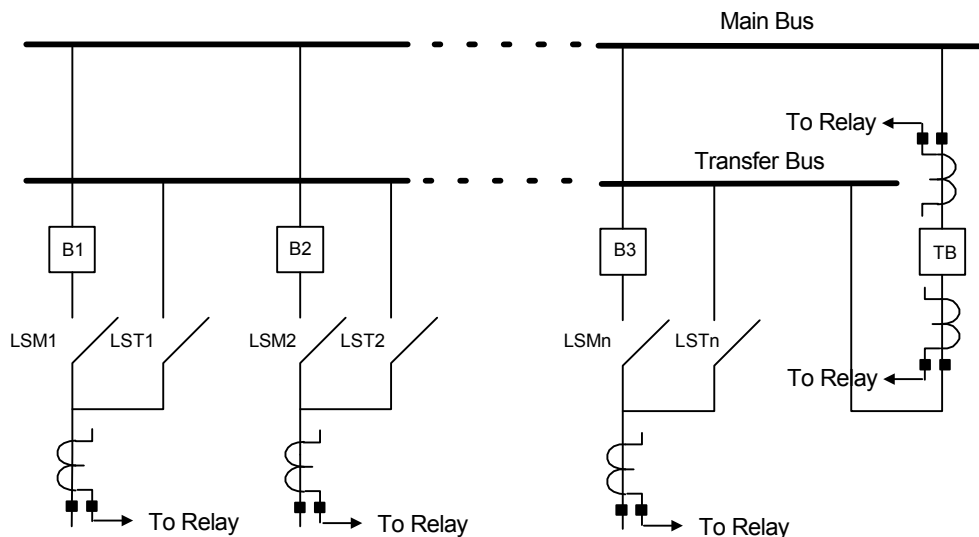 Main Bus
To Relay
Transfer Bus
B1
B2
B3
TB
LSM1
LST1
LSM2
LST2
LSMn
LSTn
To Relay
To Relay
To Relay
To Relay